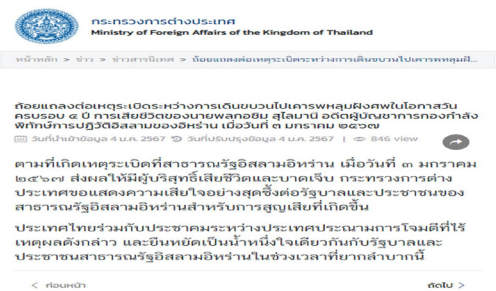 กระทรวงการต่างประเทศ
Ministry of Foreign Affairs of the Kingdom of Thailand
หน้าหลัก > ข่าว > ข่าวสารนิเทศ > ถ้อยแถลงต่อเหตุระเบิดระหว่างการเดินขบวนไปเคารพหลุมฝั...
ถ้อยแถลงต่อเหตุระเบิดระหว่างการเดินขบวนไปเคารพหลุมฝังศพในโอกาสวัน
ครบรอบ ๔ ปี การเสียชีวิตของนายพลกอซิม สุไลมานี อดีตผู้บัญชาการกองกำลัง
พิทักษ์การปฏิวัติอิสลามของอิหร่าน เมื่อวันที่ ๓ มกราคม ๒๕๖๗
วันที่นำเข้าข้อมูล 4 ม.ค. 2567 วันที่ปรับปรุงข้อมูล 4 ม.ค. 2567 | 846 view
ตามที่เกิดเหตุระเบิดที่สาธารณรัฐอิสลามอิหร่าน เมื่อวันที่ ๓ มกราคม
๒๕๖๗ ส่งผลให้มีผู้บริสุทธิ์เสียชีวิตและบาดเจ็บ กระทรวงการต่าง
ประเทศขอแสดงความเสียใจอย่างสุดซึ้งต่อรัฐบาลและประชาชนของ
สาธารณรัฐอิสลามอิหร่านสำหรับการสูญเสียที่เกิดขึ้น
ประเทศไทยร่วมกับประชาคมระหว่างประเทศประณามการโจมตีที่ไร้
เหตุผลดังกล่าว และยืนหยัดเป็นน้ำหนึ่งใจเดียวกันกับรัฐบาลและ
ประชาชนสาธารณรัฐอิสลามอิหร่านในช่วงเวลาที่ยากลำบากนี้
< ก่อนหน้า ถัดไป >